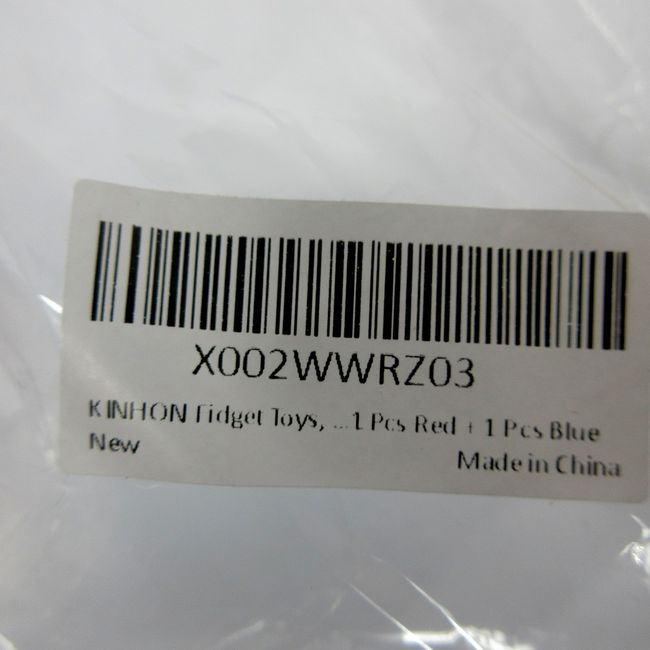 X002WWRZ03
KINHON Fidget Toys, ...1 Pcs Red + 1 Pcs Blue
New
Made in China